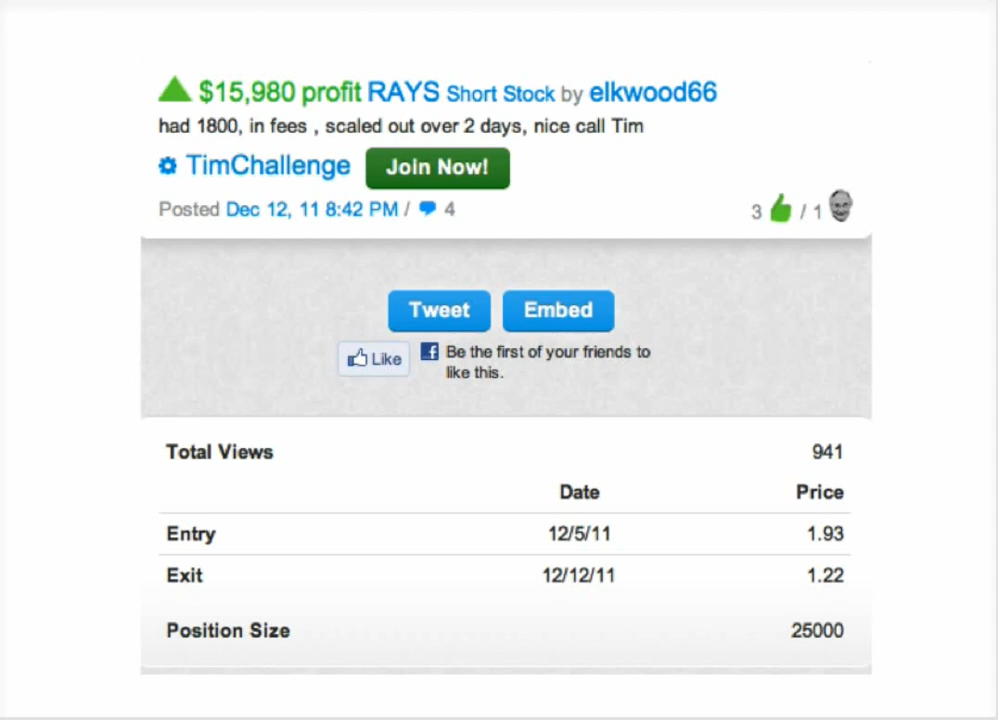 $15,980 profit RAYS Short Stock by elkwood66
had 1800, in fees , scaled out over 2 days, nice call Tim
TimChallenge Join Now!
Posted Dec 12, 11 8:42 PM / 4
3 / 1
Tweet Embed
Like f Be the first of your friends to
like this.
Total Views 941
Date Price
Entry 12/5/11 1.93
Exit 12/12/11 1.22
Position Size 25000